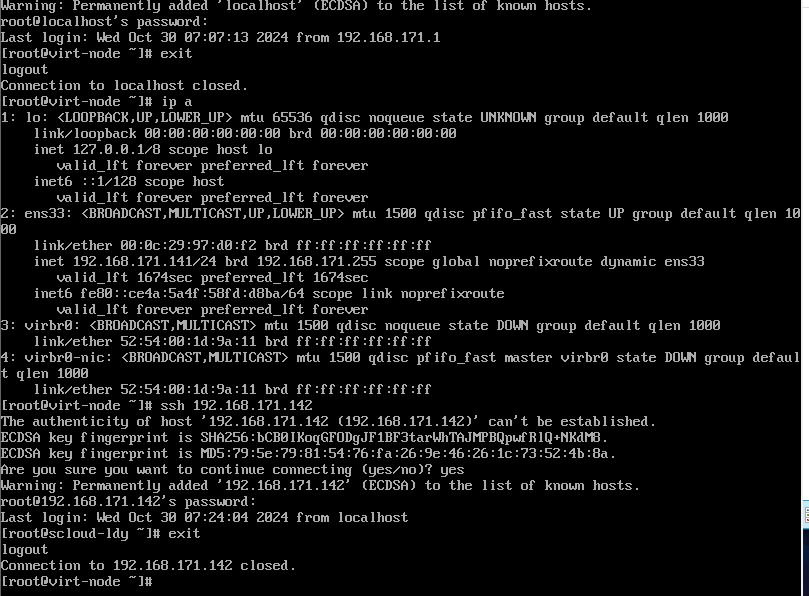 Warning: Permanently added 'localhost' (ECDSA) to the list of known hosts.
root@localhost's password:
Last login: Wed Oct 30 07:07:13 2024 from 192.168.171.1
[root@virt-node ~]# exit
logout
Connection to localhost closed.
[root@virt-node ~]# ip a
1: lo: <LOOPBACK,UP,LOWER_UP> mtu 65536 qdisc noqueue state UNKNOWN group default qlen 1000
    link/loopback 00:00:00:00:00:00 brd 00:00:00:00:00:00
    inet 127.0.0.1/8 scope host lo
       valid_lft forever preferred_lft forever
    inet6 ::1/128 scope host
       valid_lft forever preferred_lft forever
2: ens33: <BROADCAST,MULTICAST,UP,LOWER_UP> mtu 1500 qdisc pfifo_fast state UP group default qlen 10
00
    link/ether 00:0c:29:97:d0:f2 brd ff:ff:ff:ff:ff:ff
    inet 192.168.171.141/24 brd 192.168.171.255 scope global noprefixroute dynamic ens33
       valid_lft 1674sec preferred_lft 1674sec
    inet6 fe80::ce4a:5a4f:58fd:d8ba/64 scope link noprefixroute
       valid_lft forever preferred_lft forever
3: virbr0: <BROADCAST,MULTICAST> mtu 1500 qdisc noqueue state DOWN group default qlen 1000
    link/ether 52:54:00:1d:9a:11 brd ff:ff:ff:ff:ff:ff
4: virbr0-nic: <BROADCAST,MULTICAST> mtu 1500 qdisc pfifo_fast master virbr0 state DOWN group defaul
t qlen 1000
    link/ether 52:54:00:1d:9a:11 brd ff:ff:ff:ff:ff:ff
[root@virt-node ~]# ssh 192.168.171.142
The authenticity of host '192.168.171.142 (192.168.171.142)' can't be established.
ECDSA key fingerprint is SHA256:bCB0IKoqGFODgJF1BF3tarWhTAJMPBQpwfRlQ+NKdM8.
ECDSA key fingerprint is MD5:79:5e:79:81:54:76:fa:26:9e:46:26:1c:73:52:4b:8a.
Are you sure you want to continue connecting (yes/no)? yes
Warning: Permanently added '192.168.171.142' (ECDSA) to the list of known hosts.
root@192.168.171.142's password:
Last login: Wed Oct 30 07:24:04 2024 from localhost
[root@scloud-ldy ~]# exit
logout
Connection to 192.168.171.142 closed.
[root@virt-node ~]#